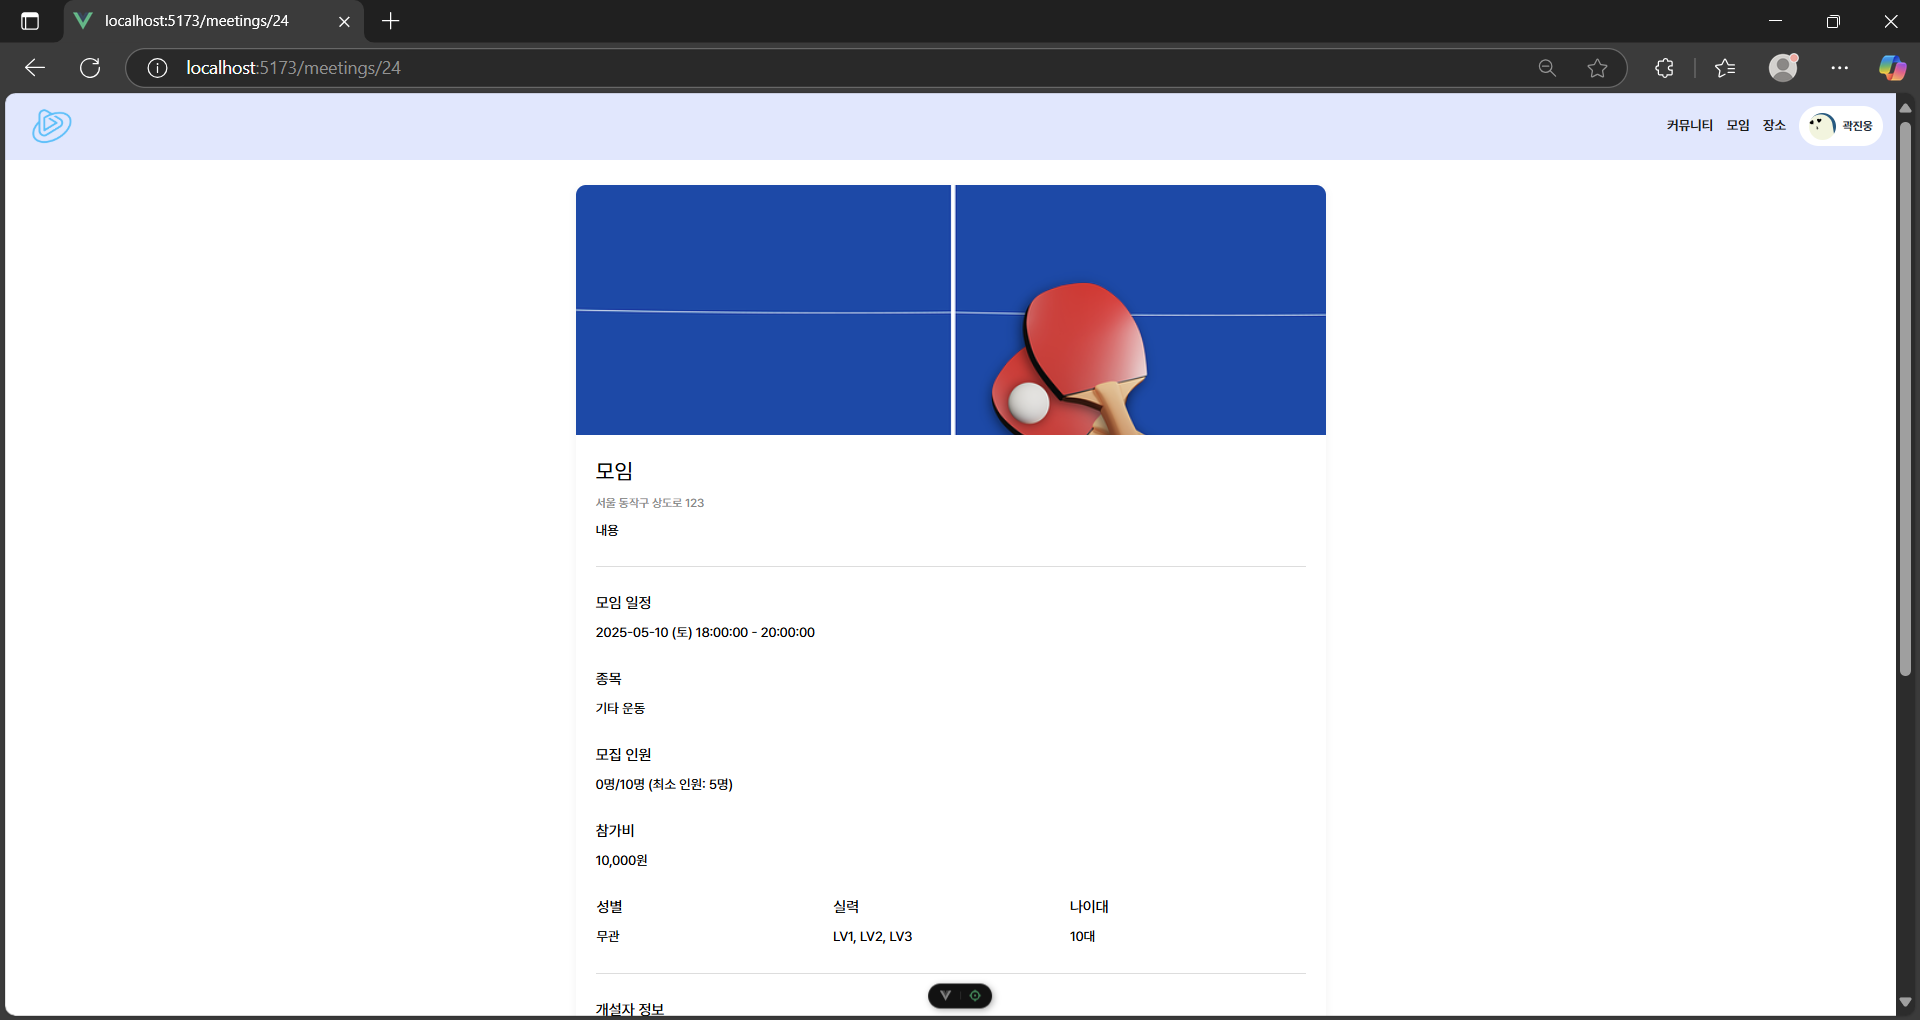 localhost:5173/meetings/24
localhost:5173/meetings/24
커뮤니티 모임 장소 곽진웅
모임
서울 동작구 상도로 123
내용
모임 일정
2025-05-10 (토) 18:00:00 - 20:00:00
종목
기타 운동
모집 인원
0명/10명 (최소 인원: 5명)
참가비
10,000원
성별 실력 나이대
무관 LV1, LV2, LV3 10대
개설자 정보